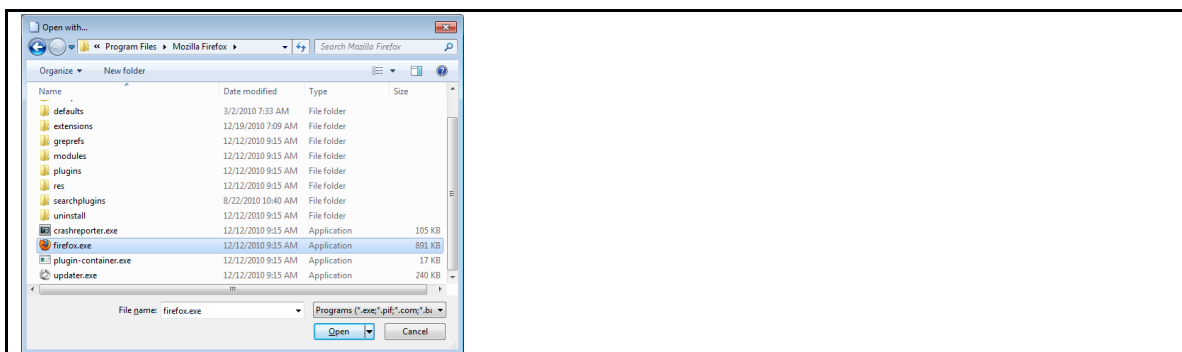 Open with...
« Program Files ▸ Mozilla Firefox ▸ Search Mozilla Firefox
Organize ▾ New folder
Name Date modified Type Size
defaults 3/2/2010 7:33 AM File folder
extensions 12/19/2010 7:09 AM File folder
greprefs 12/12/2010 9:15 AM File folder
modules 12/12/2010 9:15 AM File folder
plugins 12/12/2010 9:15 AM File folder
res 12/12/2010 9:15 AM File folder
searchplugins 8/22/2010 10:40 AM File folder
uninstall 12/12/2010 9:15 AM File folder
crashreporter.exe 12/12/2010 9:15 AM Application 105 KB
firefox.exe 12/12/2010 9:15 AM Application 891 KB
plugin-container.exe 12/12/2010 9:15 AM Application 17 KB
updater.exe 12/12/2010 9:15 AM Application 240 KB
File name: firefox.exe Programs (*.exe;*.pif;*.com;*.ba
Open Cancel